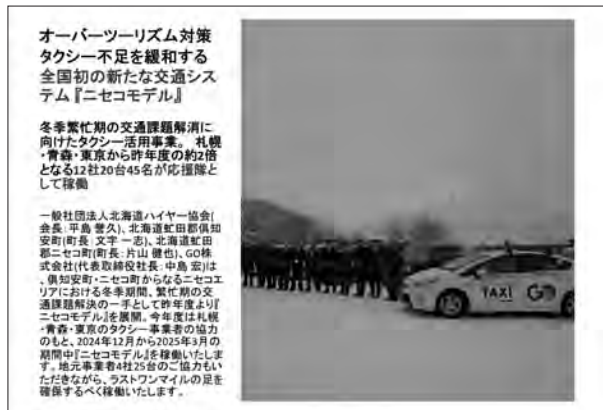 オーバーツーリズム対策
タクシー不足を緩和する
全国初の新たな交通シス
テム『ニセコモデル』
冬季繁忙期の交通課題解消に
向けたタクシー活用事業。 札幌
・青森・東京から昨年度の約2倍
となる12社20台45名が応援隊と
して稼働
一般社団法人北海道ハイヤー協会(
会長:平島 誉久)、北海道虻田郡倶知
安町(町長:文字 一志)、北海道虻田
郡ニセコ町(町長:片山 健也)、GO株
式会社(代表取締役社長:中島 宏)は
、倶知安町・ニセコ町からなるニセコエ
リアにおける冬季期間、繁忙期の交
通課題解決の一手として昨年度より『
ニセコモデル』を展開。今年度は札幌
・青森・東京のタクシー事業者の協力
のもと、2024年12月から2025年3月の
期間中『ニセコモデル』を稼働いたしま
す。地元事業者4社25台のご協力もい
ただきながら、ラストワンマイルの足を
確保するべく稼働いたします。
TAXI GO